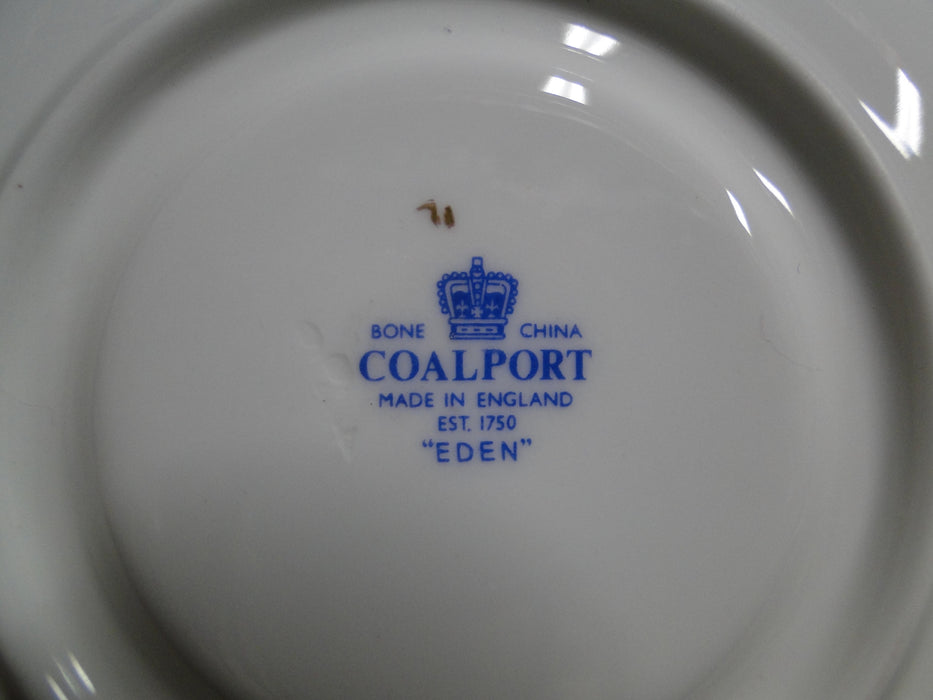 BONE CHINA
COALPORT
MADE IN ENGLAND
EST. 1750
"EDEN"